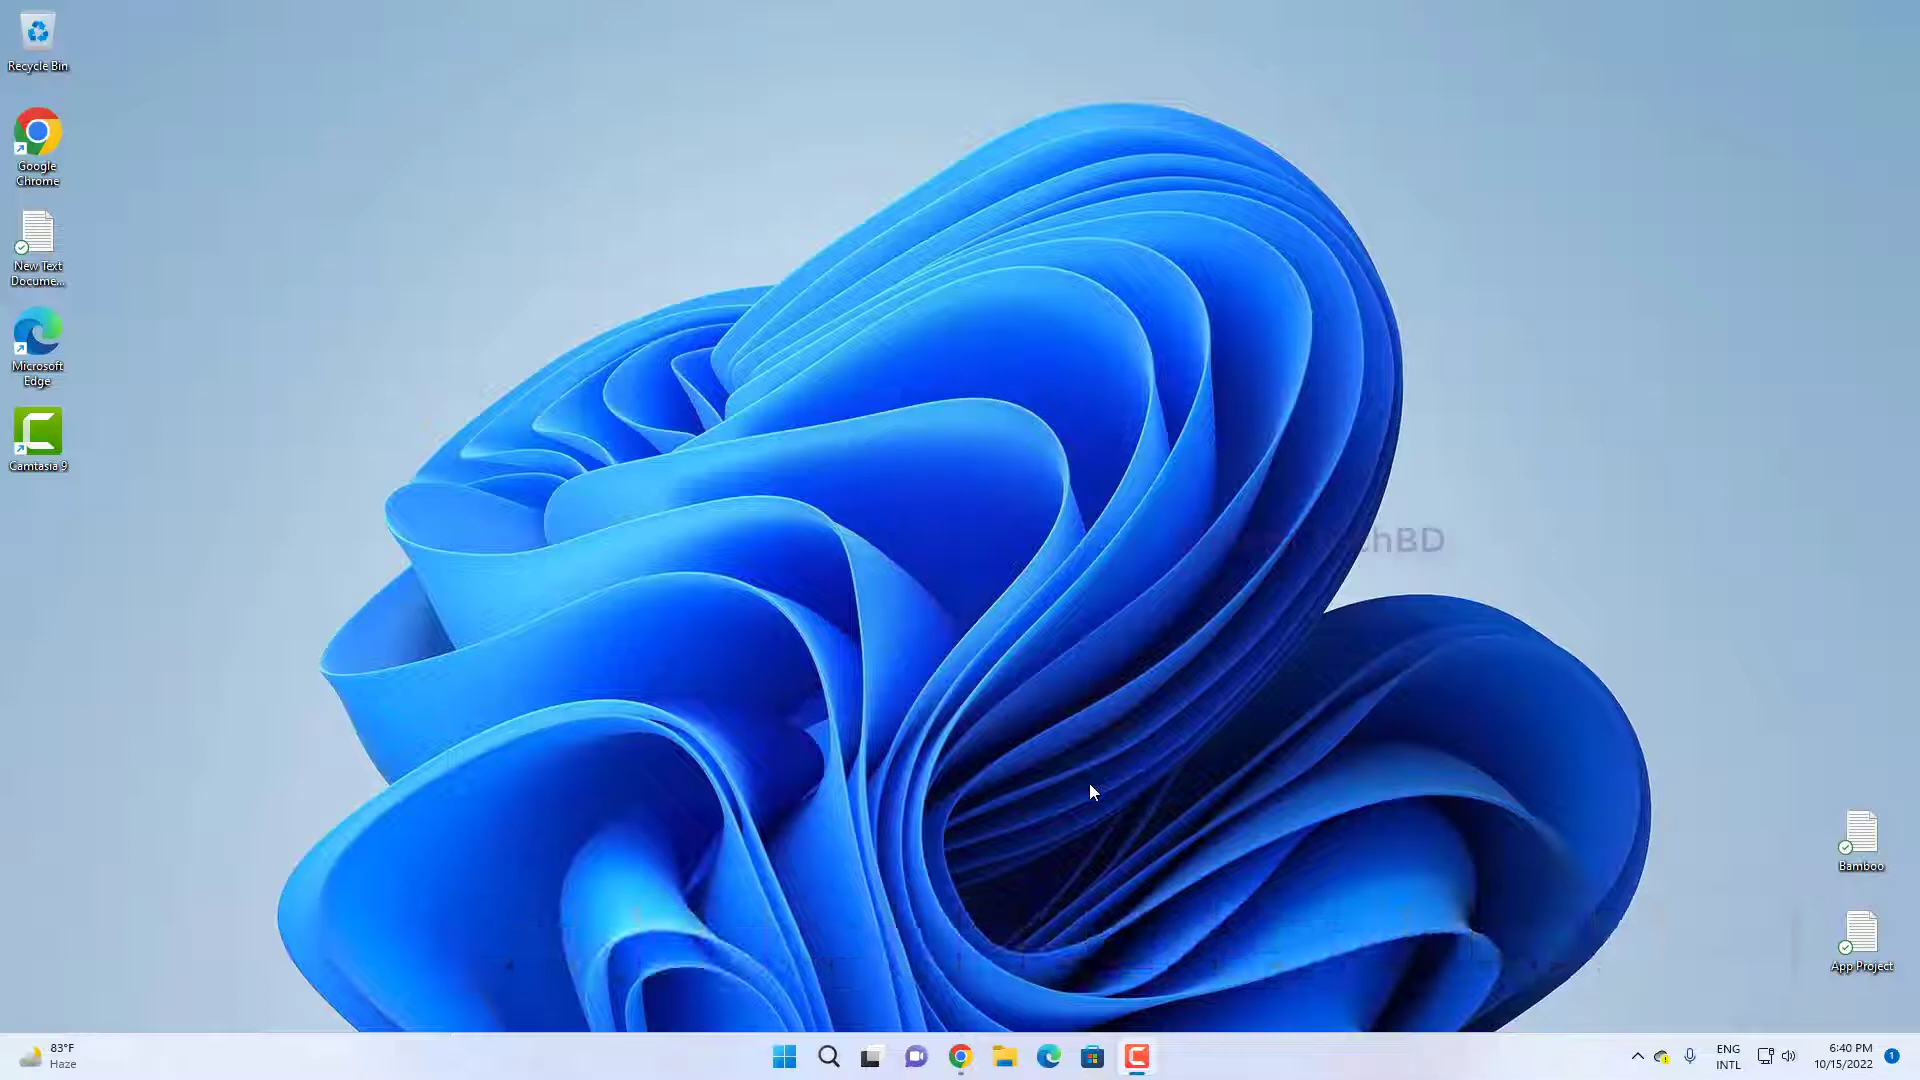 Recycle Bin
Google
Chrome
New Text
Docume...
Microsoft
Edge
Camtasia 9
hBD
Bamboo
App Project
83°F
Haze
ENG
INTL
6:40 PM
10/15/2022
1